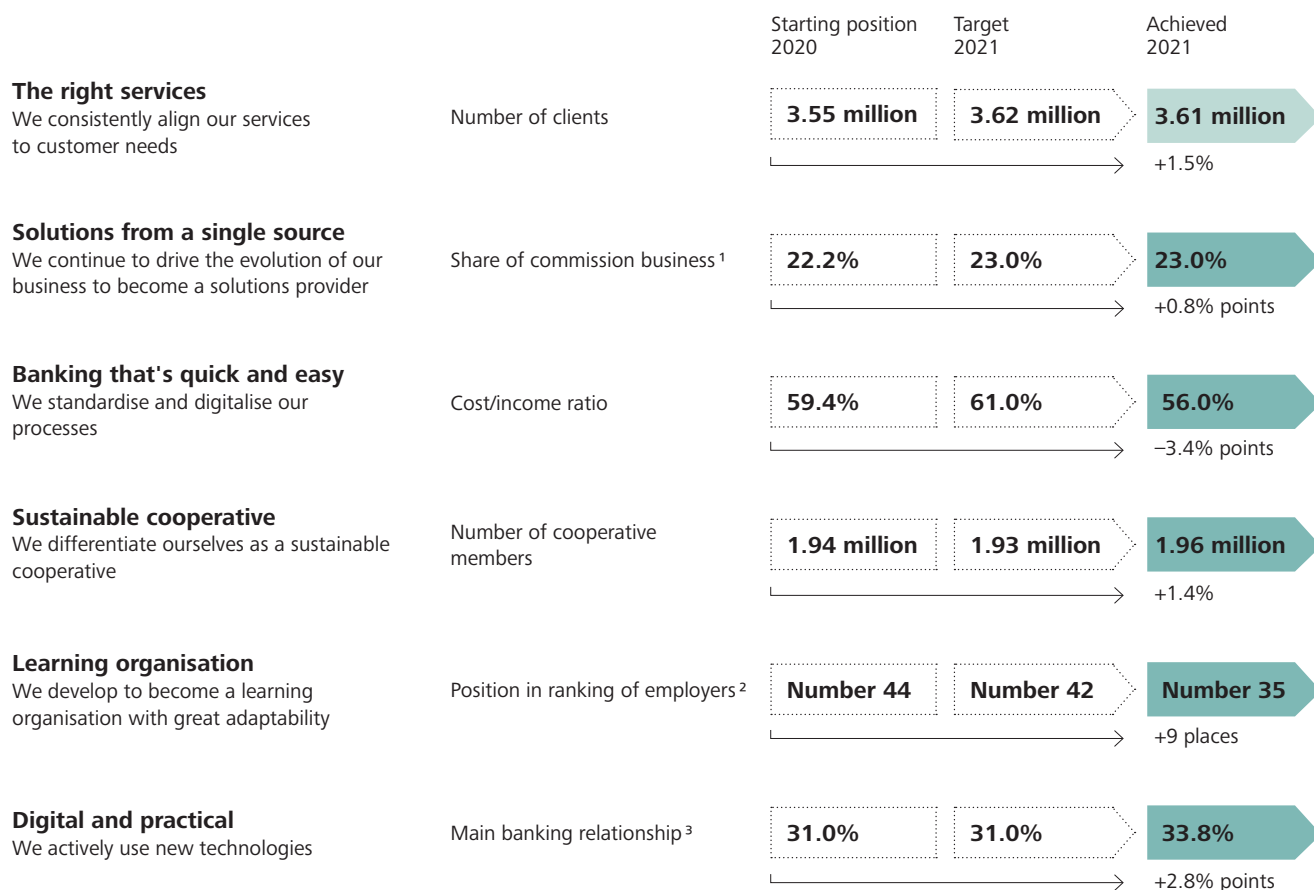 Starting position
2020
Target
2021
Achieved
2021
The right services
We consistently align our services
to customer needs
Number of clients
3.55 million
3.62 million
3.61 million
+1.5%
Solutions from a single source
We continue to drive the evolution of our
business to become a solutions provider
Share of commission business ¹
22.2%
23.0%
23.0%
+0.8% points
Banking that's quick and easy
We standardise and digitalise our
processes
Cost/income ratio
59.4%
61.0%
56.0%
−3.4% points
Sustainable cooperative
We differentiate ourselves as a sustainable
cooperative
Number of cooperative
members
1.94 million
1.93 million
1.96 million
+1.4%
Learning organisation
We develop to become a learning
organisation with great adaptability
Position in ranking of employers ²
Number 44
Number 42
Number 35
+9 places
Digital and practical
We actively use new technologies
Main banking relationship ³
31.0%
31.0%
33.8%
+2.8% points